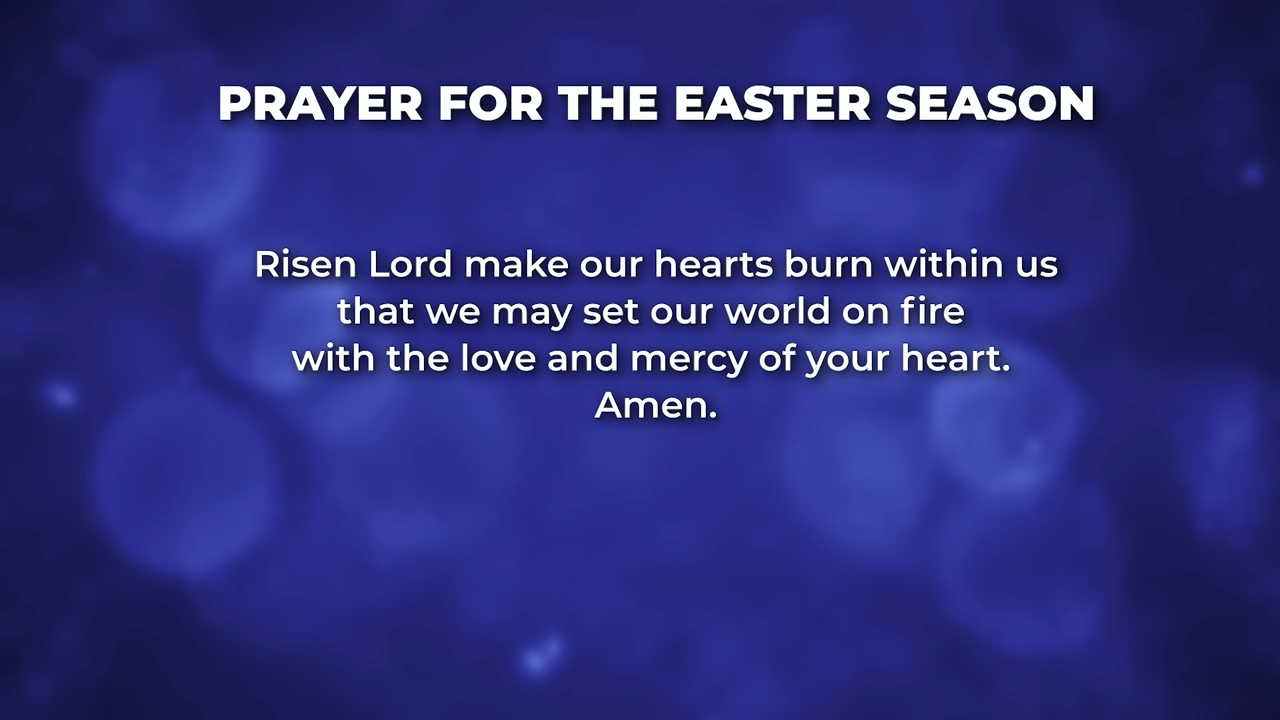 PRAYER FOR THE EASTER SEASON
Risen Lord make our hearts burn within us
that we may set our world on fire
with the love and mercy of your heart.
Amen.